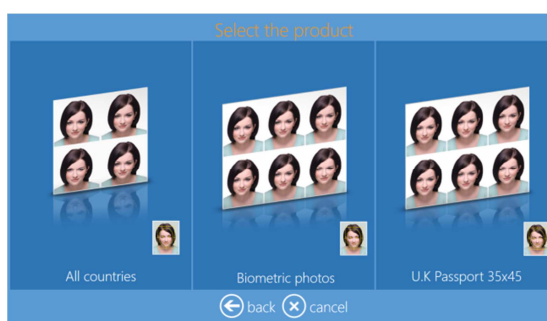 Select the product
All countries
Biometric photos
U.K Passport 35x45
back
cancel